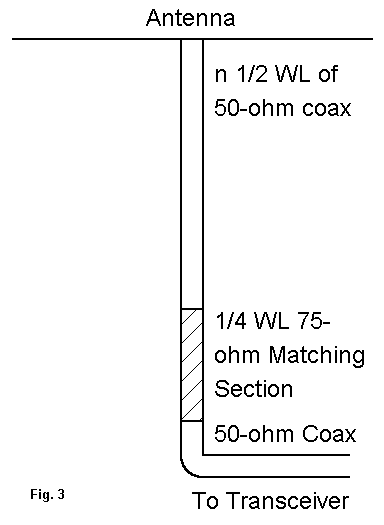 Antenna
n 1/2 WL of
50-ohm coax
1/4 WL 75-
ohm Matching
Section
50-ohm Coax
Fig. 3
To Transceiver